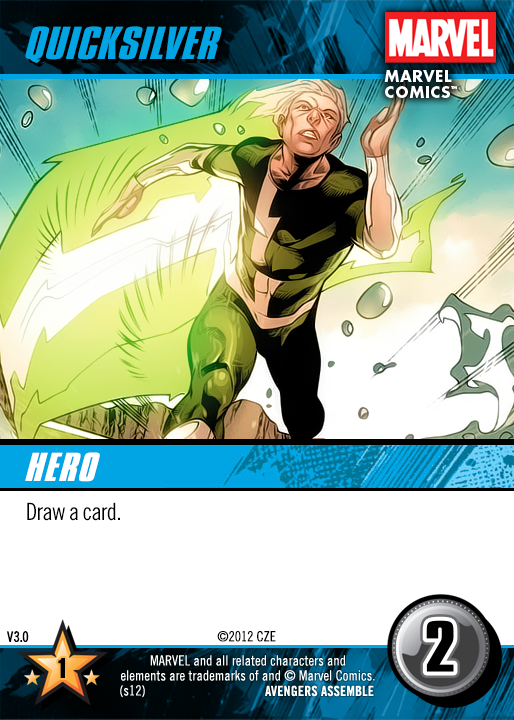 QUICKSILVER
MARVEL
MARVEL
COMICS™
HERO
Draw a card.
V3.0
©2012 CZE
1
2
MARVEL and all related characters and
elements are trademarks of and © Marvel Comics.
(s12)
AVENGERS ASSEMBLE